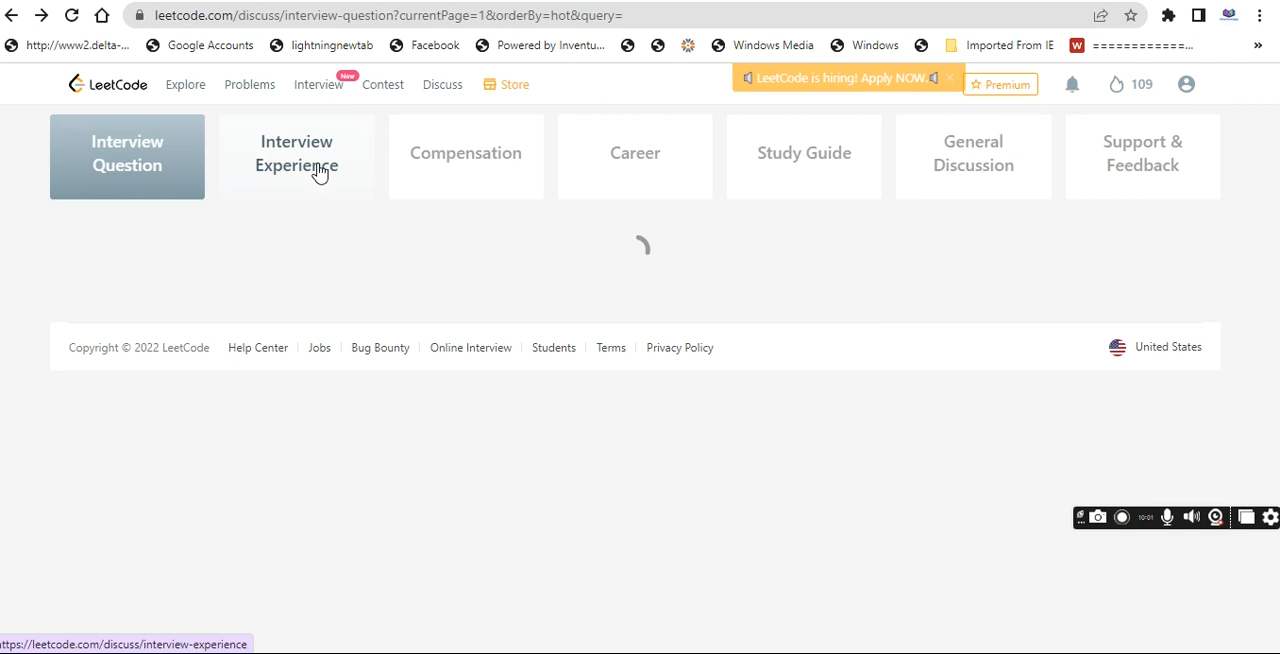 leetcode.com/discuss/interview-question?currentPage=1&orderBy=hot&query=
http://www2.delta-... Google Accounts lightningnewtab Facebook Powered by Inventu... Windows Media Windows Imported From IE W ============... »
LeetCode Explore Problems Interview New Contest Discuss Store LeetCode is hiring! Apply NOW. × Premium 109
Interview
Question
Interview
Experience
Compensation
Career
Study Guide
General
Discussion
Support &
Feedback
Copyright © 2022 LeetCode Help Center Jobs Bug Bounty Online Interview Students Terms Privacy Policy United States
10:01
https://leetcode.com/discuss/interview-experience